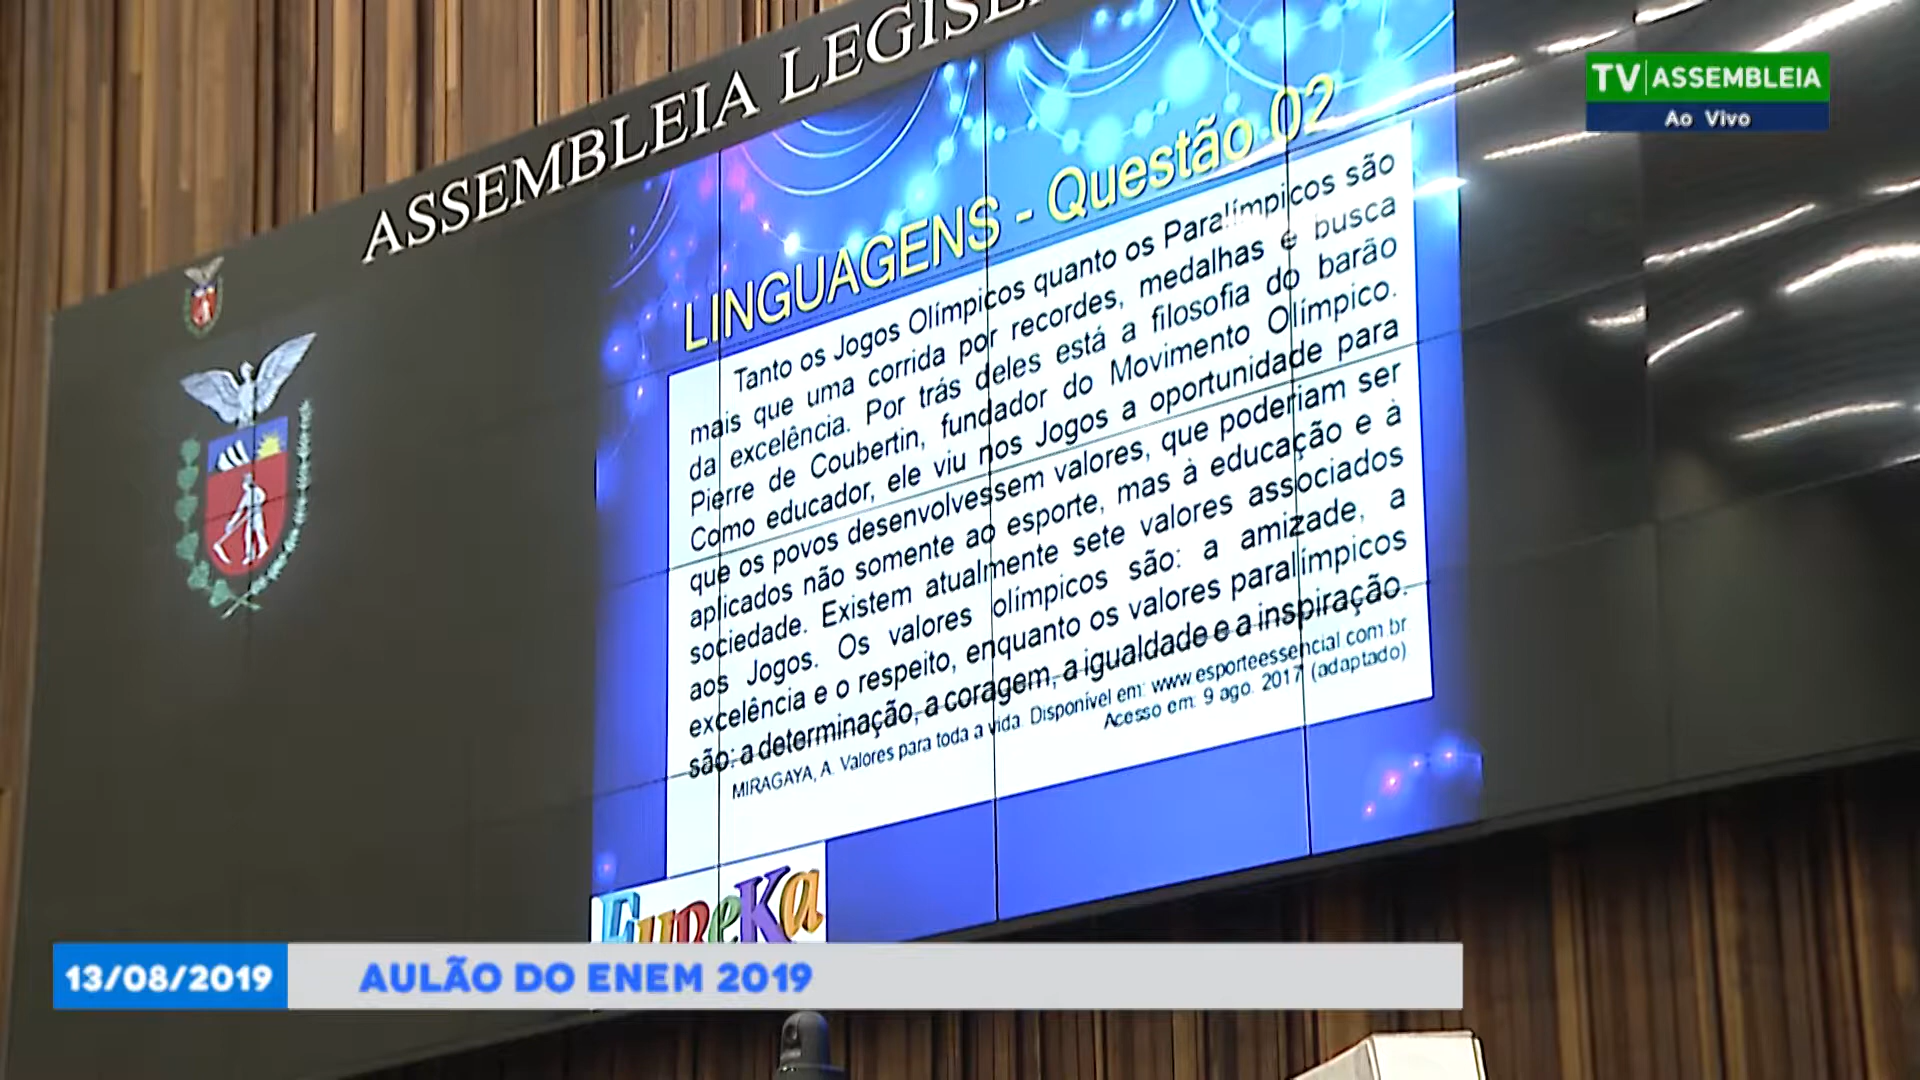 ASSEMBLEIA LEGISL
TV ASSEMBLEIA
Ao Vivo
LINGUAGENS - Questão 02
Tanto os Jogos Olímpicos quanto os Paralímpicos são
mais que uma corrida por recordes, medalhas e busca
da excelência. Por trás deles está a filosofia do barão
Pierre de Coubertin, fundador do Movimento Olímpico.
Como educador, ele viu nos Jogos a oportunidade para
que os povos desenvolvessem valores, que poderiam ser
aplicados não somente ao esporte, mas à educação e à
sociedade. Existem atualmente sete valores associados
aos Jogos. Os valores olímpicos são: a amizade, a
excelência e o respeito, enquanto os valores paralímpicos
são: a determinação, a coragem, a igualdade e a inspiração.
MIRAGAYA, A. Valores para toda a vida. Disponível em: www.esporteessencial.com.br
Acesso em: 9 ago. 2017 (adaptado)
EUREKA
13/08/2019
AULÃO DO ENEM 2019